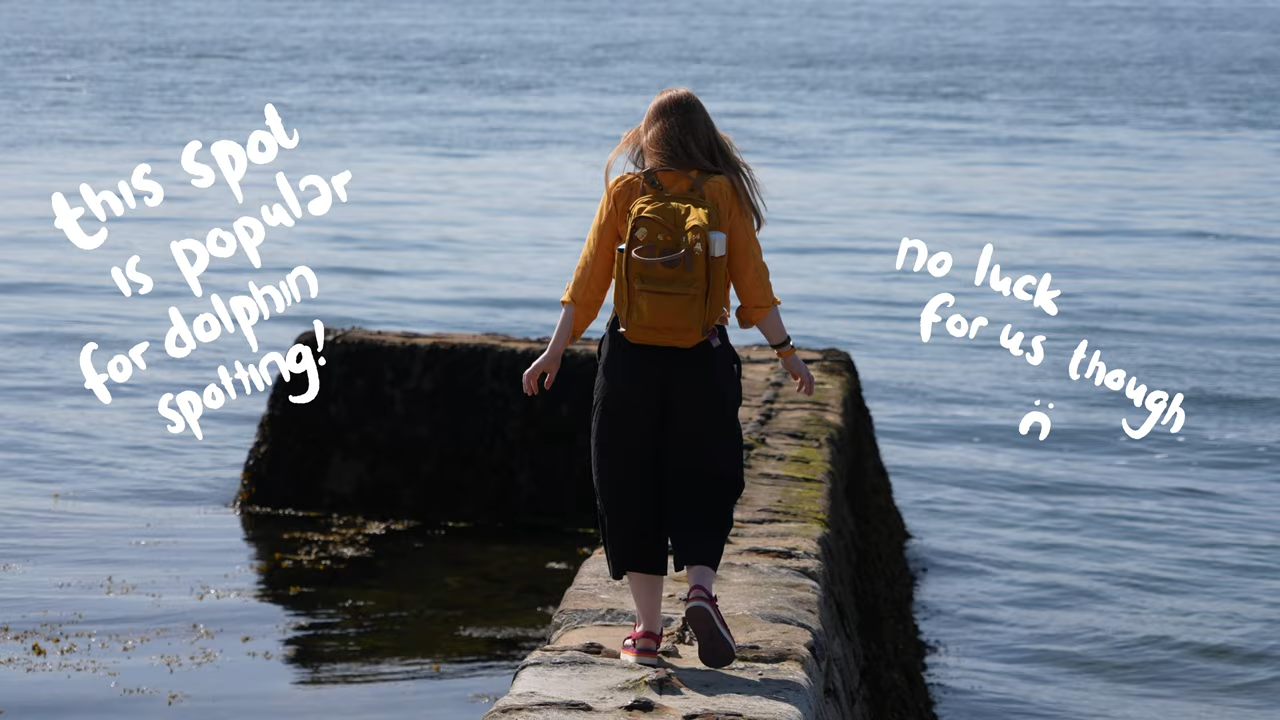 this spot
is popular
for dolphin
spotting!
no luck
for us though